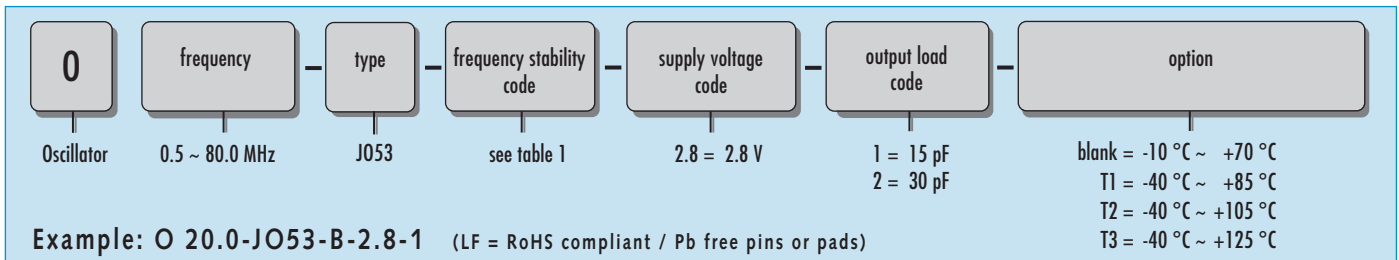 O
frequency
–
type
–
frequency stability
code
–
supply voltage
code
–
output load
code
–
option
Oscillator
0.5 ~ 80.0 MHz
JO53
see table 1
2.8 = 2.8 V
1 = 15 pF
2 = 30 pF
blank = -10 °C ~ +70 °C
T1 = -40 °C ~ +85 °C
T2 = -40 °C ~ +105 °C
T3 = -40 °C ~ +125 °C
Example: O 20.0-JO53-B-2.8-1 (LF = RoHS compliant / Pb free pins or pads)